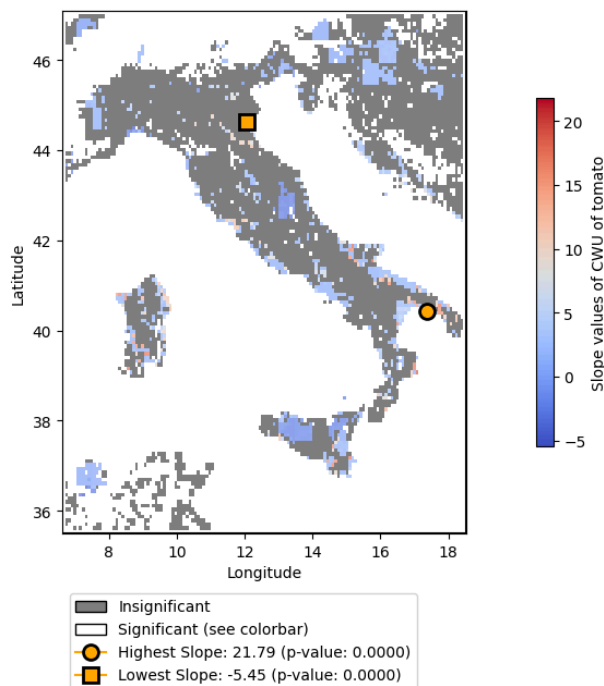 46
44
42
40
38
36
Latitude
8 10 12 14 16 18
Longitude
20
15
10
5
0
−5
Slope values of CWU of tomato
Insignificant
Significant (see colorbar)
Highest Slope: 21.79 (p-value: 0.0000)
Lowest Slope: -5.45 (p-value: 0.0000)